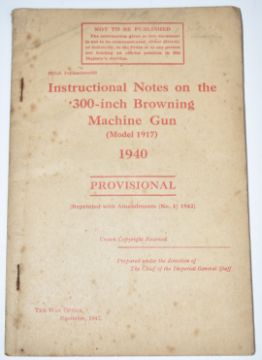 NOT TO BE PUBLISHED
The information given in this document
is not to be communicated, either directly
or indirectly, to the Press or to any person
not holding an official position in His
Majesty's Service.
Instructional Notes on the
·300-inch Browning
Machine Gun
(Model 1917)
1940
PROVISIONAL
(Reprinted with Amendments (No. 1) 1942)
Crown Copyright Reserved
Prepared under the direction of
The Chief of the Imperial General Staff
THE WAR OFFICE,
1942.